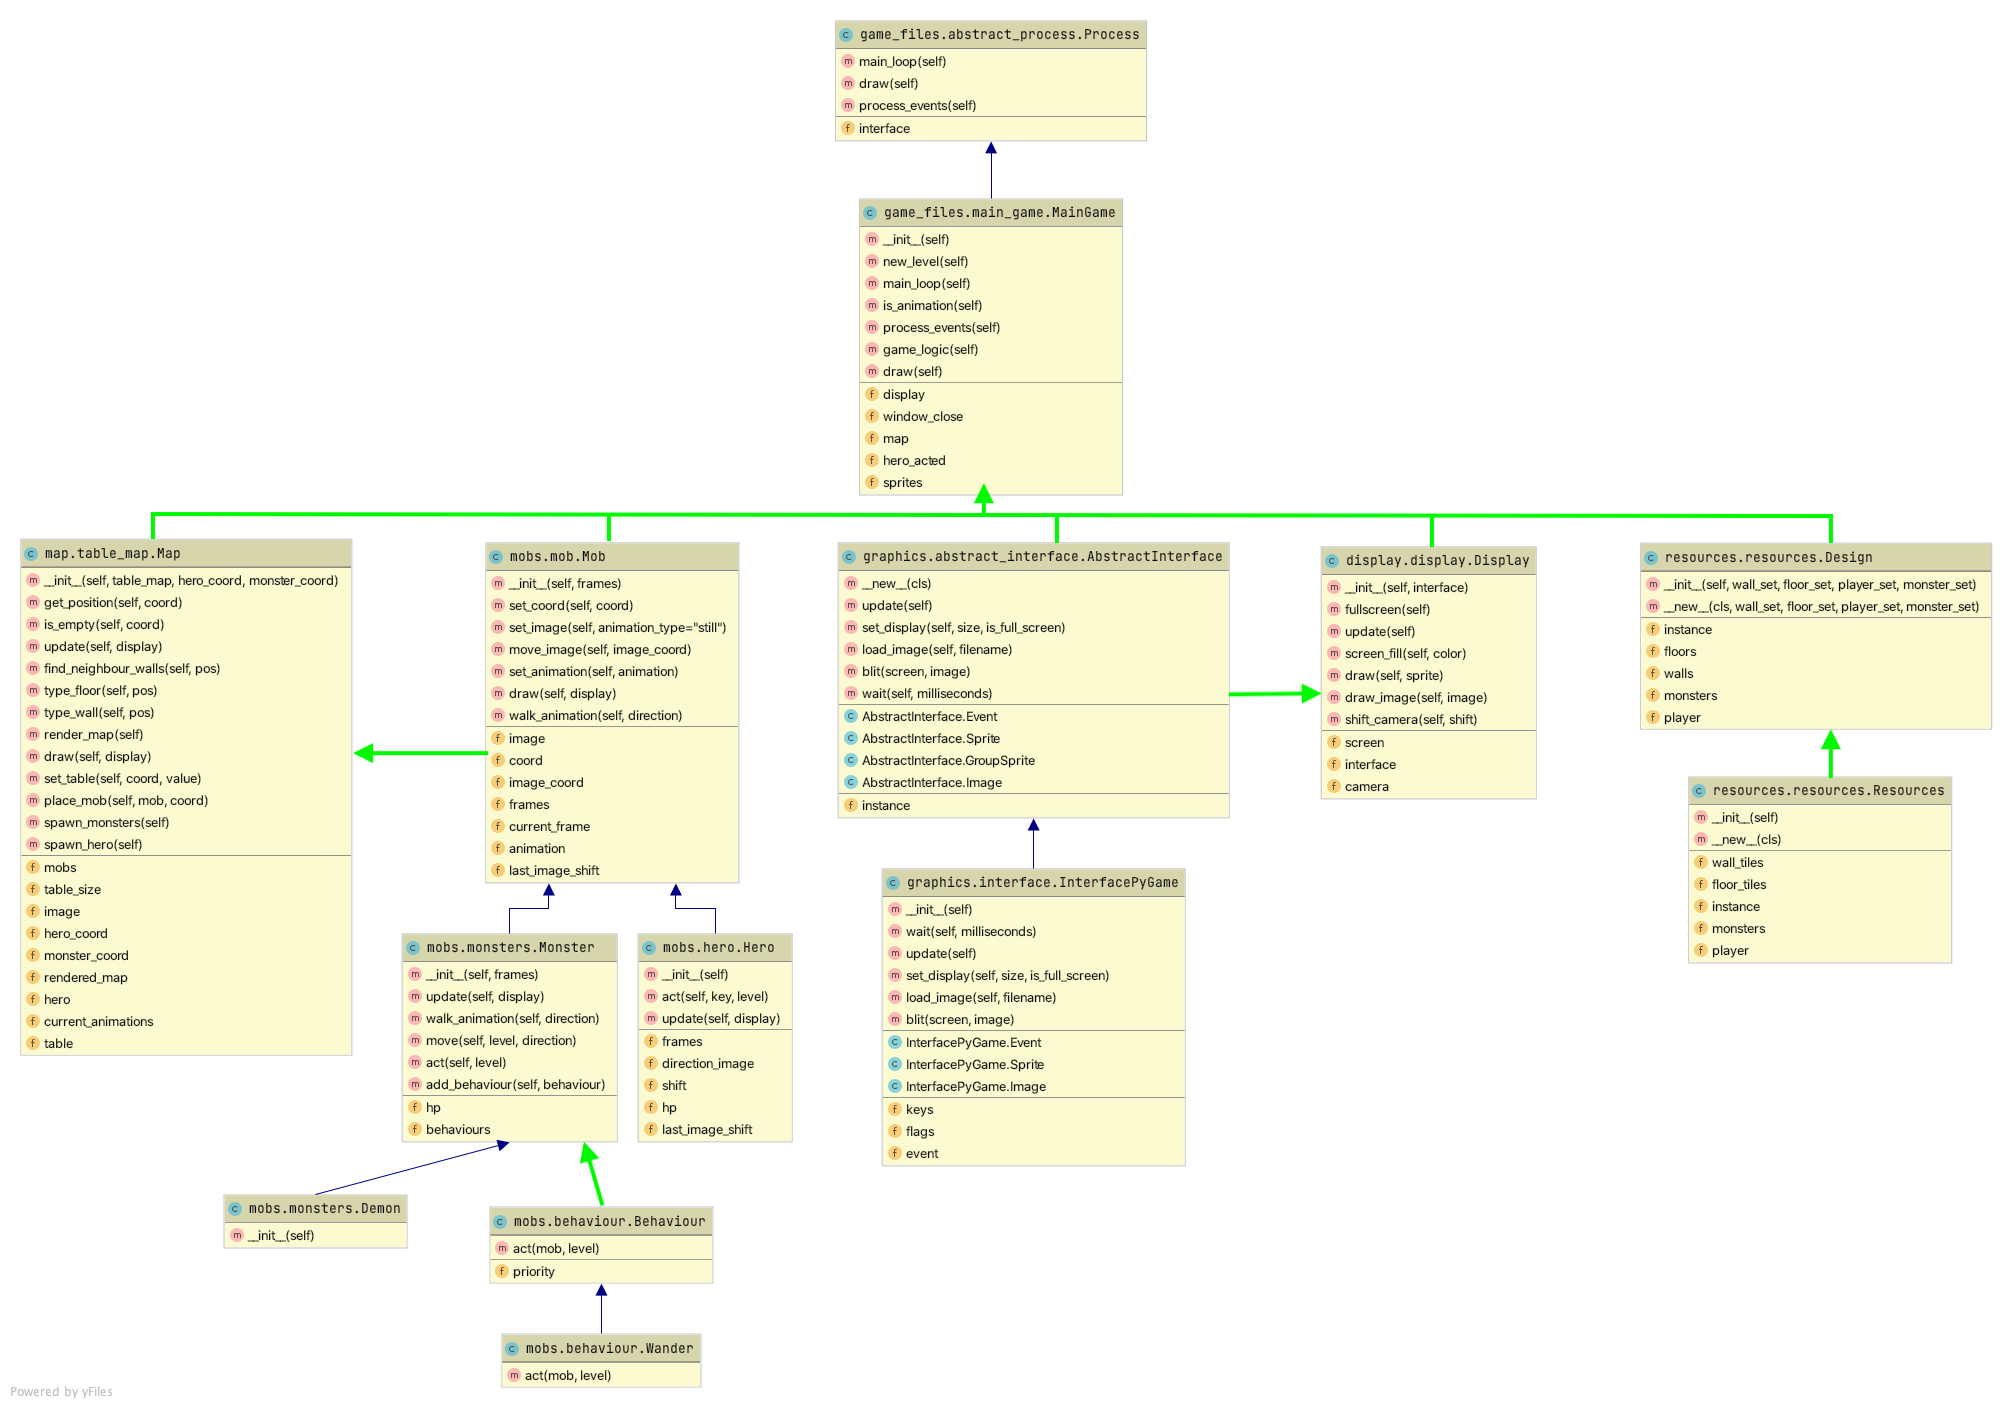 game_files.abstract_process.Process
main_loop(self)
draw(self)
process_events(self)
interface
game_files.main_game.MainGame
__init__(self)
new_level(self)
main_loop(self)
is_animation(self)
process_events(self)
game_logic(self)
draw(self)
display
window_close
map
hero_acted
sprites
map.table_map.Map
__init__(self, table_map, hero_coord, monster_coord)
get_position(self, coord)
is_empty(self, coord)
update(self, display)
find_neighbour_walls(self, pos)
type_floor(self, pos)
type_wall(self, pos)
render_map(self)
draw(self, display)
set_table(self, coord, value)
place_mob(self, mob, coord)
spawn_monsters(self)
spawn_hero(self)
mobs
table_size
image
hero_coord
monster_coord
rendered_map
hero
current_animations
table
mobs.mob.Mob
__init__(self, frames)
set_coord(self, coord)
set_image(self, animation_type="still")
move_image(self, image_coord)
set_animation(self, animation)
draw(self, display)
walk_animation(self, direction)
image
coord
image_coord
frames
current_frame
animation
last_image_shift
graphics.abstract_interface.AbstractInterface
__new__(cls)
update(self)
set_display(self, size, is_full_screen)
load_image(self, filename)
blit(screen, image)
wait(self, milliseconds)
AbstractInterface.Event
AbstractInterface.Sprite
AbstractInterface.GroupSprite
AbstractInterface.Image
instance
display.display.Display
__init__(self, interface)
fullscreen(self)
update(self)
screen_fill(self, color)
draw(self, sprite)
draw_image(self, image)
shift_camera(self, shift)
screen
interface
camera
resources.resources.Design
__init__(self, wall_set, floor_set, player_set, monster_set)
__new__(cls, wall_set, floor_set, player_set, monster_set)
instance
floors
walls
monsters
player
resources.resources.Resources
__init__(self)
__new__(cls)
wall_tiles
floor_tiles
instance
monsters
player
graphics.interface.InterfacePyGame
__init__(self)
wait(self, milliseconds)
update(self)
set_display(self, size, is_full_screen)
load_image(self, filename)
blit(screen, image)
InterfacePyGame.Event
InterfacePyGame.Sprite
InterfacePyGame.Image
keys
flags
event
mobs.monsters.Monster
__init__(self, frames)
update(self, display)
walk_animation(self, direction)
move(self, level, direction)
act(self, level)
add_behaviour(self, behaviour)
hp
behaviours
mobs.hero.Hero
__init__(self)
act(self, key, level)
update(self, display)
frames
direction_image
shift
hp
last_image_shift
mobs.monsters.Demon
__init__(self)
mobs.behaviour.Behaviour
act(mob, level)
priority
mobs.behaviour.Wander
act(mob, level)
Powered by yFiles